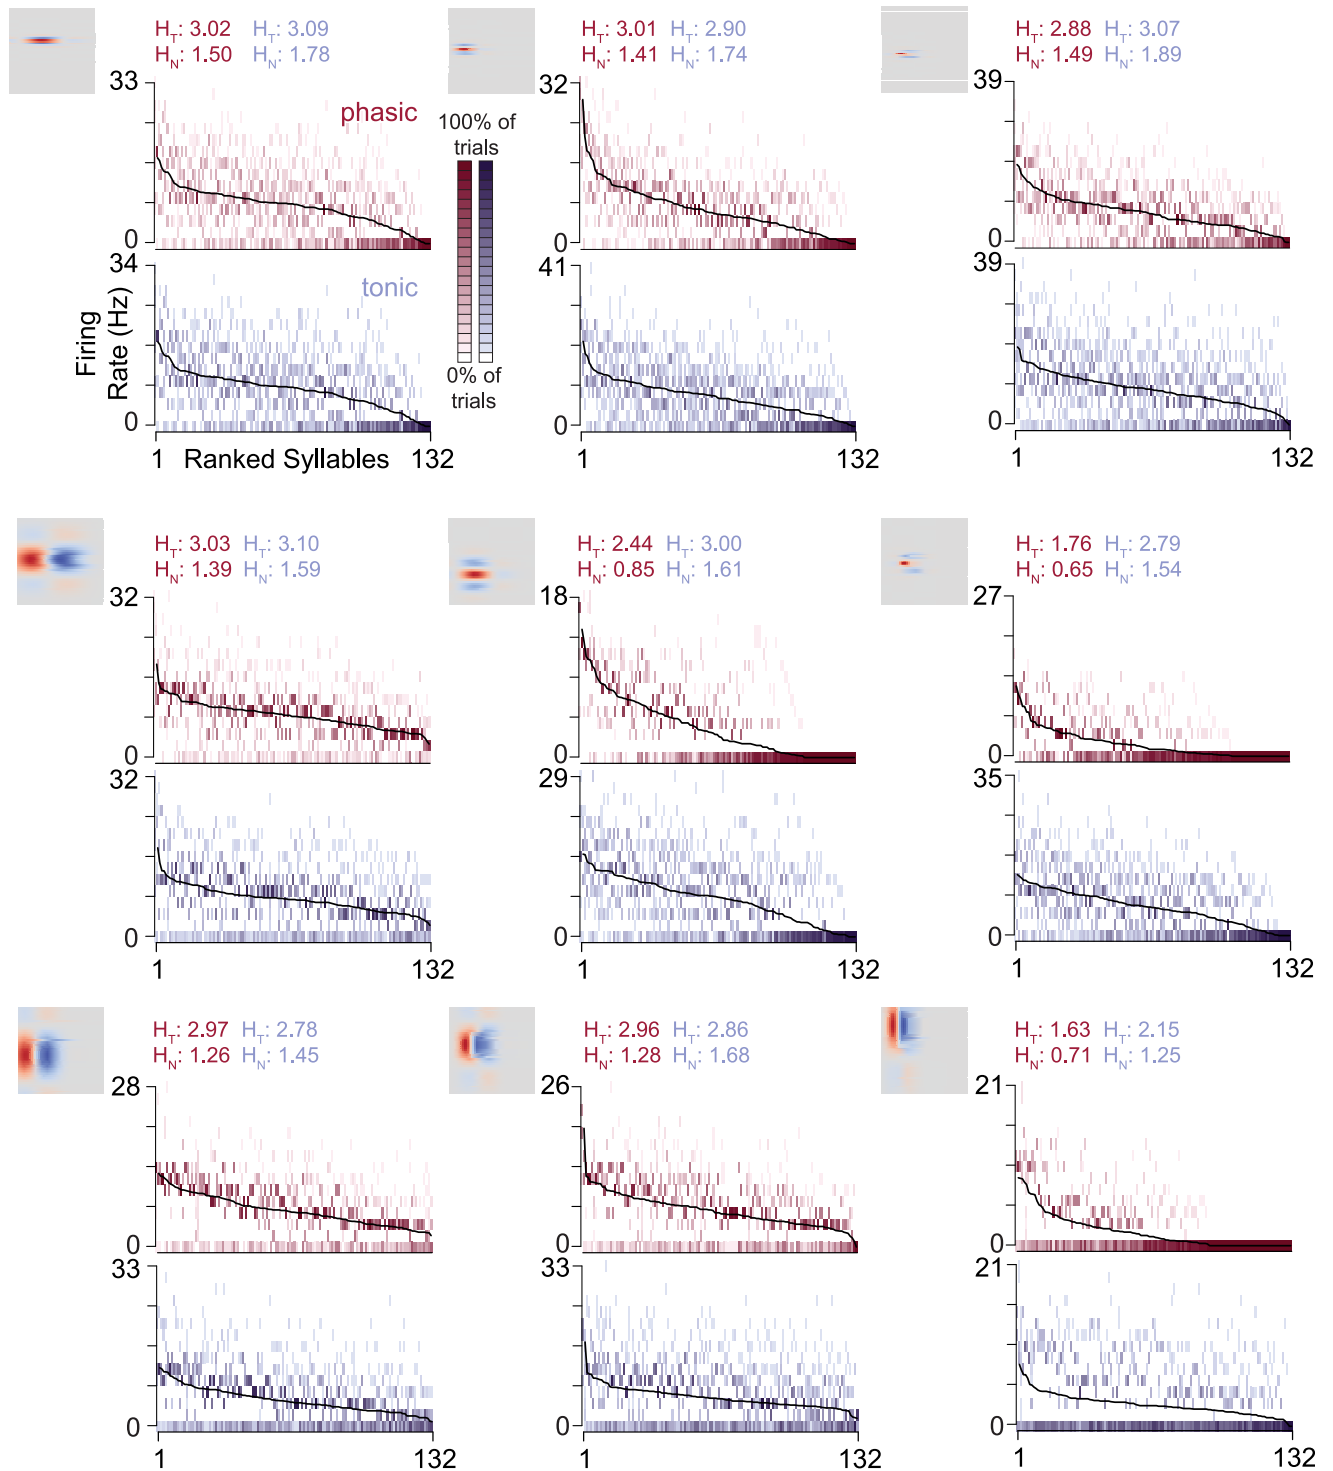 H_T: 3.02 H_T: 3.09
H_N: 1.50 H_N: 1.78
H_T: 3.01 H_T: 2.90
H_N: 1.41 H_N: 1.74
H_T: 2.88 H_T: 3.07
H_N: 1.49 H_N: 1.89
33
phasic
0
34
tonic
0
Firing
Rate (Hz)
1 Ranked Syllables 132
100% of
trials
0% of
trials
32
0
41
0
1 132
39
0
39
0
1 132
H_T: 3.03 H_T: 3.10
H_N: 1.39 H_N: 1.59
32
0
32
0
1 132
H_T: 2.44 H_T: 3.00
H_N: 0.85 H_N: 1.61
18
0
29
0
1 132
H_T: 1.76 H_T: 2.79
H_N: 0.65 H_N: 1.54
27
0
35
0
1 132
H_T: 2.97 H_T: 2.78
H_N: 1.26 H_N: 1.45
28
0
33
0
1 132
H_T: 2.96 H_T: 2.86
H_N: 1.28 H_N: 1.68
26
0
33
0
1 132
H_T: 1.63 H_T: 2.15
H_N: 0.71 H_N: 1.25
21
0
21
0
1 132